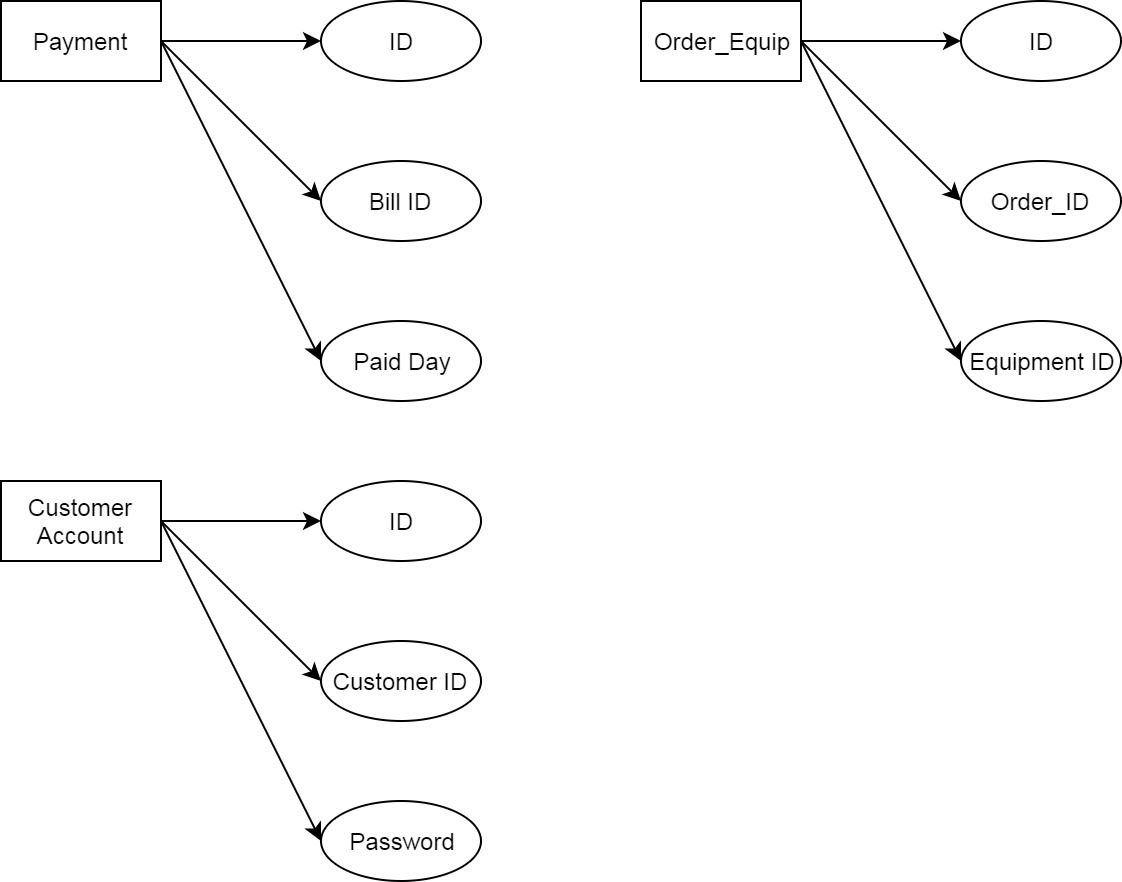 Payment
ID
Bill ID
Paid Day
Order_Equip
ID
Order_ID
Equipment ID
Customer
Account
ID
Customer ID
Password